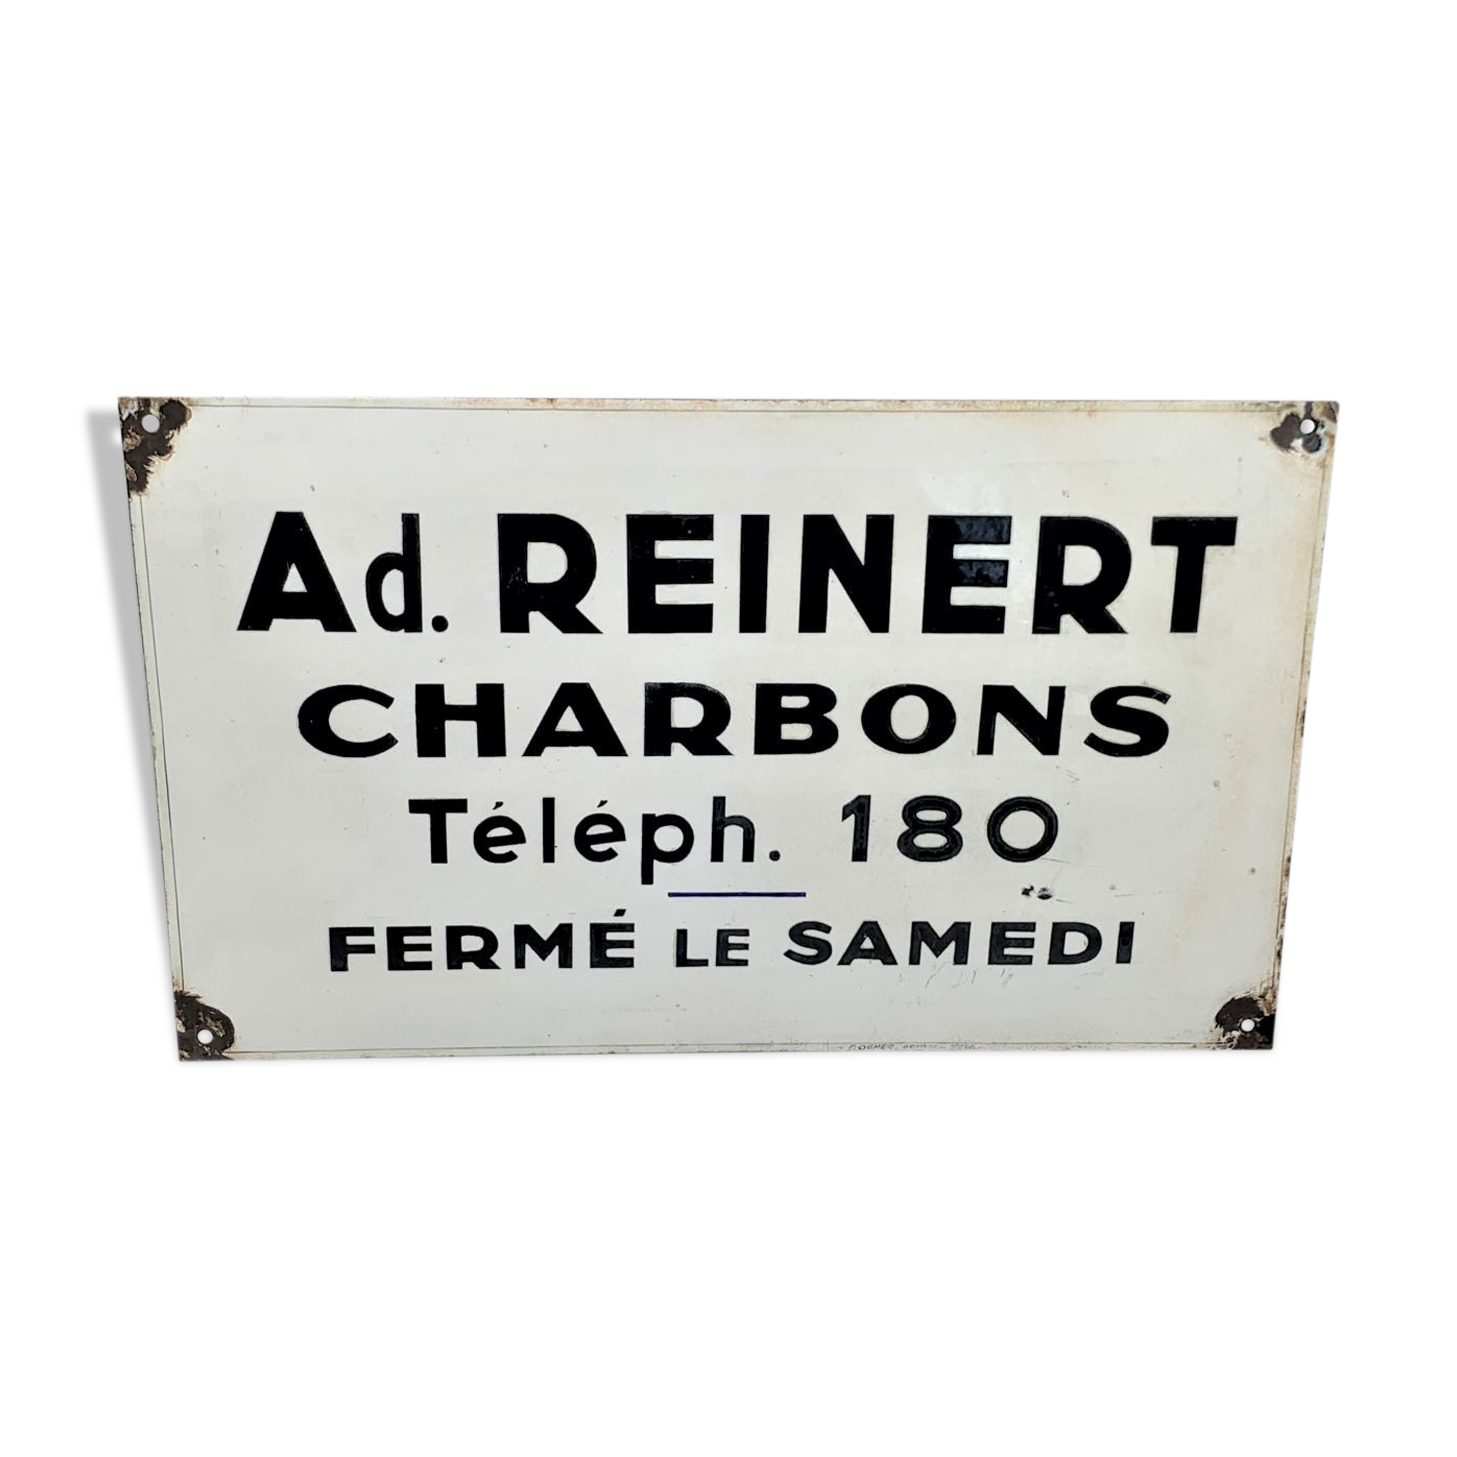 Ad. REINERT
CHARBONS
Téléph. 180
FERMÉ LE SAMEDI